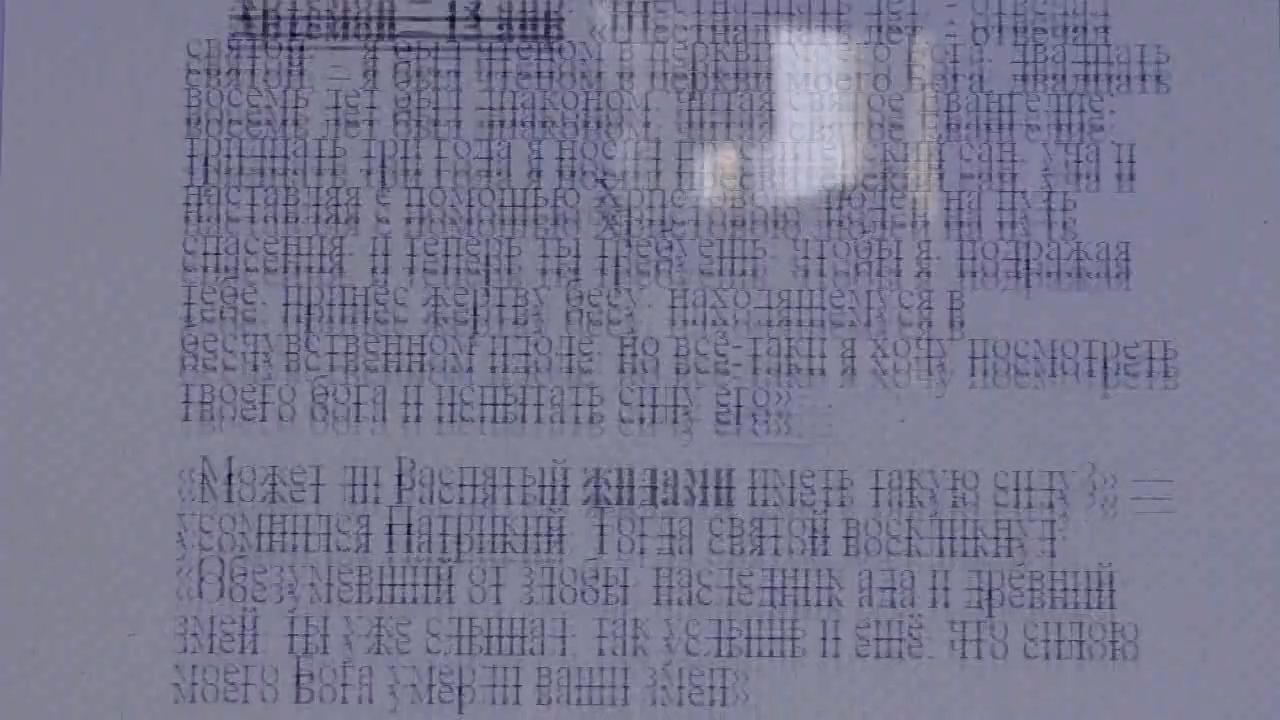 Артемон – 13 апр «Шестнадцать лет – отвечал
святой, – я был чтецом в церкви моего Бога, двадцать
восемь лет был диаконом, читая святое Евангелие;
тридцать три года я носил пресвитерский сан, уча и
наставляя с помощью Христовою людей на путь
спасения, и теперь ты требуешь, чтобы я, подражая
тебе, принес жертву бесу, находящемуся в
бесчувственном идоле, но всё-таки я хочу посмотреть
твоего бога и испытать силу его»
«Может ли Распятый жидами иметь такую силу?» –
усомнился Патрикий. Тогда святой воскликнул:
«Обезумевший от злобы, наследник ада и древний
змей, ты уже слышал, так услышь и ещё, что силою
моего Бога умерли ваши змеи»